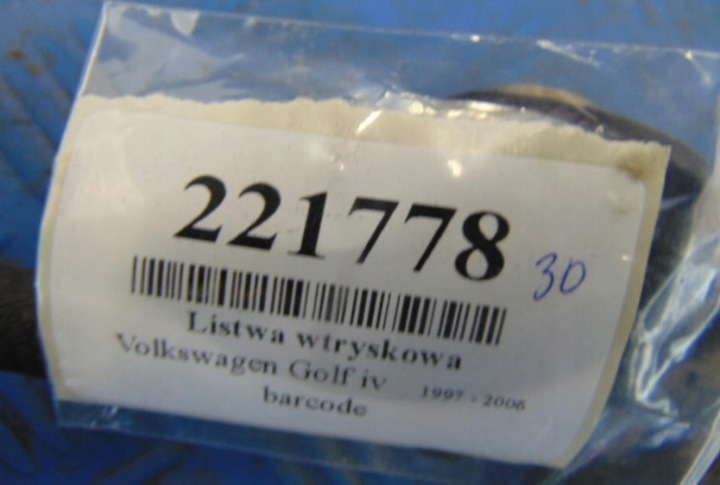 221778
30
Listwa wtryskowa
Volkswagen Golf iv 1997 - 2006
barcode